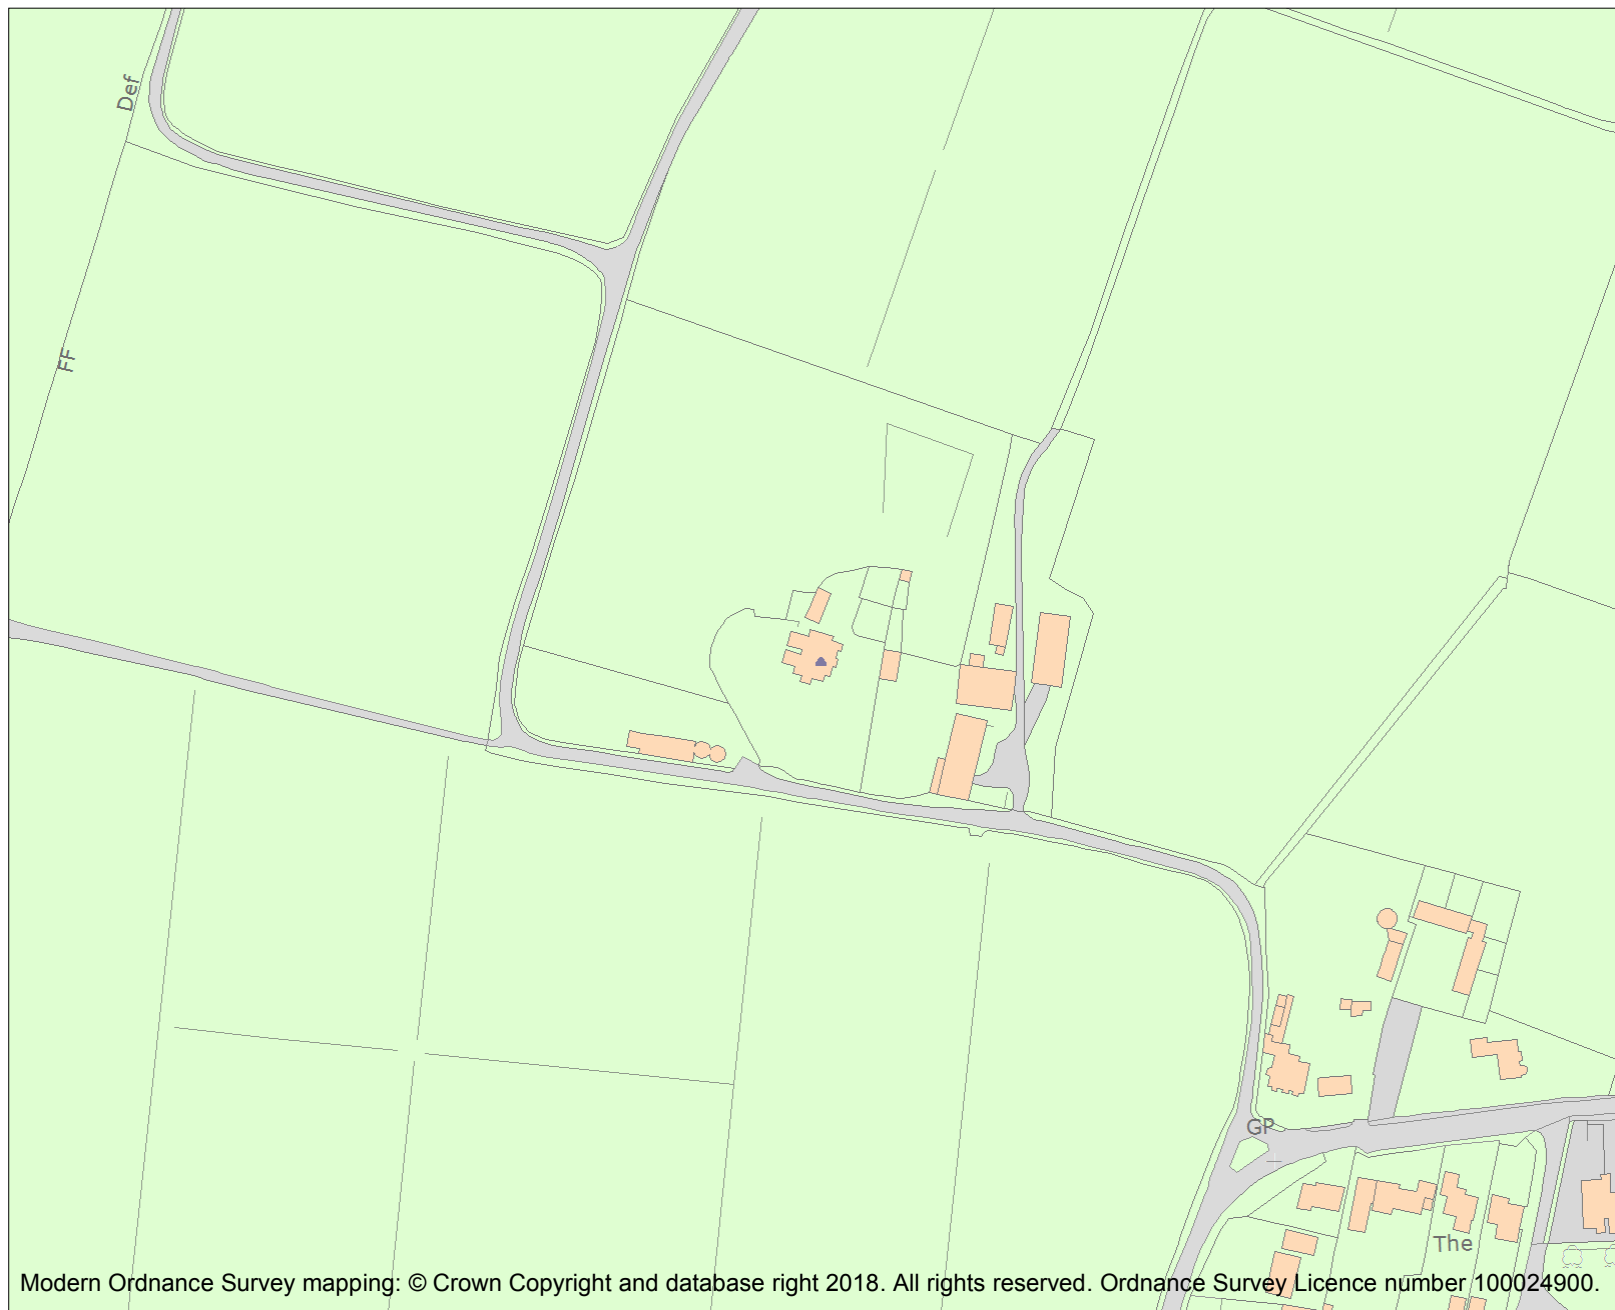 Def
FF
GP
The
Modern Ordnance Survey mapping: © Crown Copyright and database right 2018. All rights reserved. Ordnance Survey Licence number 100024900.